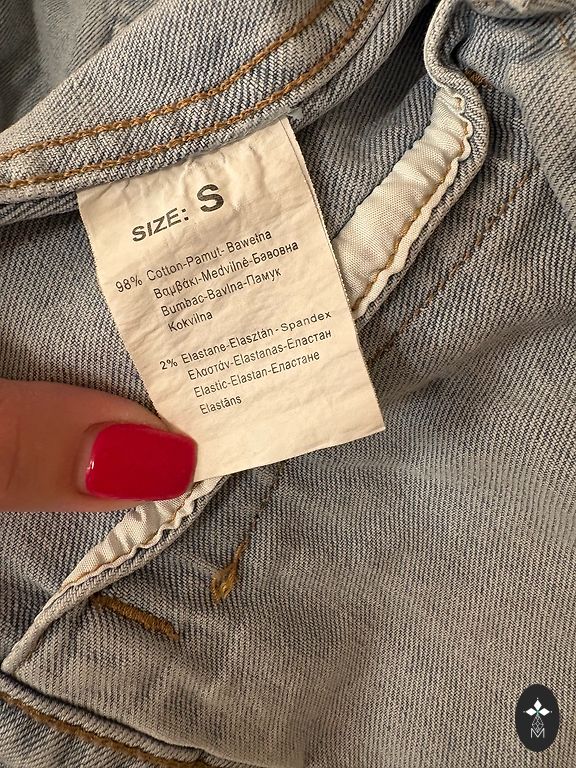 SIZE: S
98% Cotton-Pamut-Bawełna
Βαμβάκι-Medvilnė-Бавовна
Bumbac-Bavlna-Памук
Kokvilna
2% Elastane-Elasztán-Spandex
Ελαστάν-Elastanas-Еластан
Elastic-Elastan-Еластане
Elastāns
M